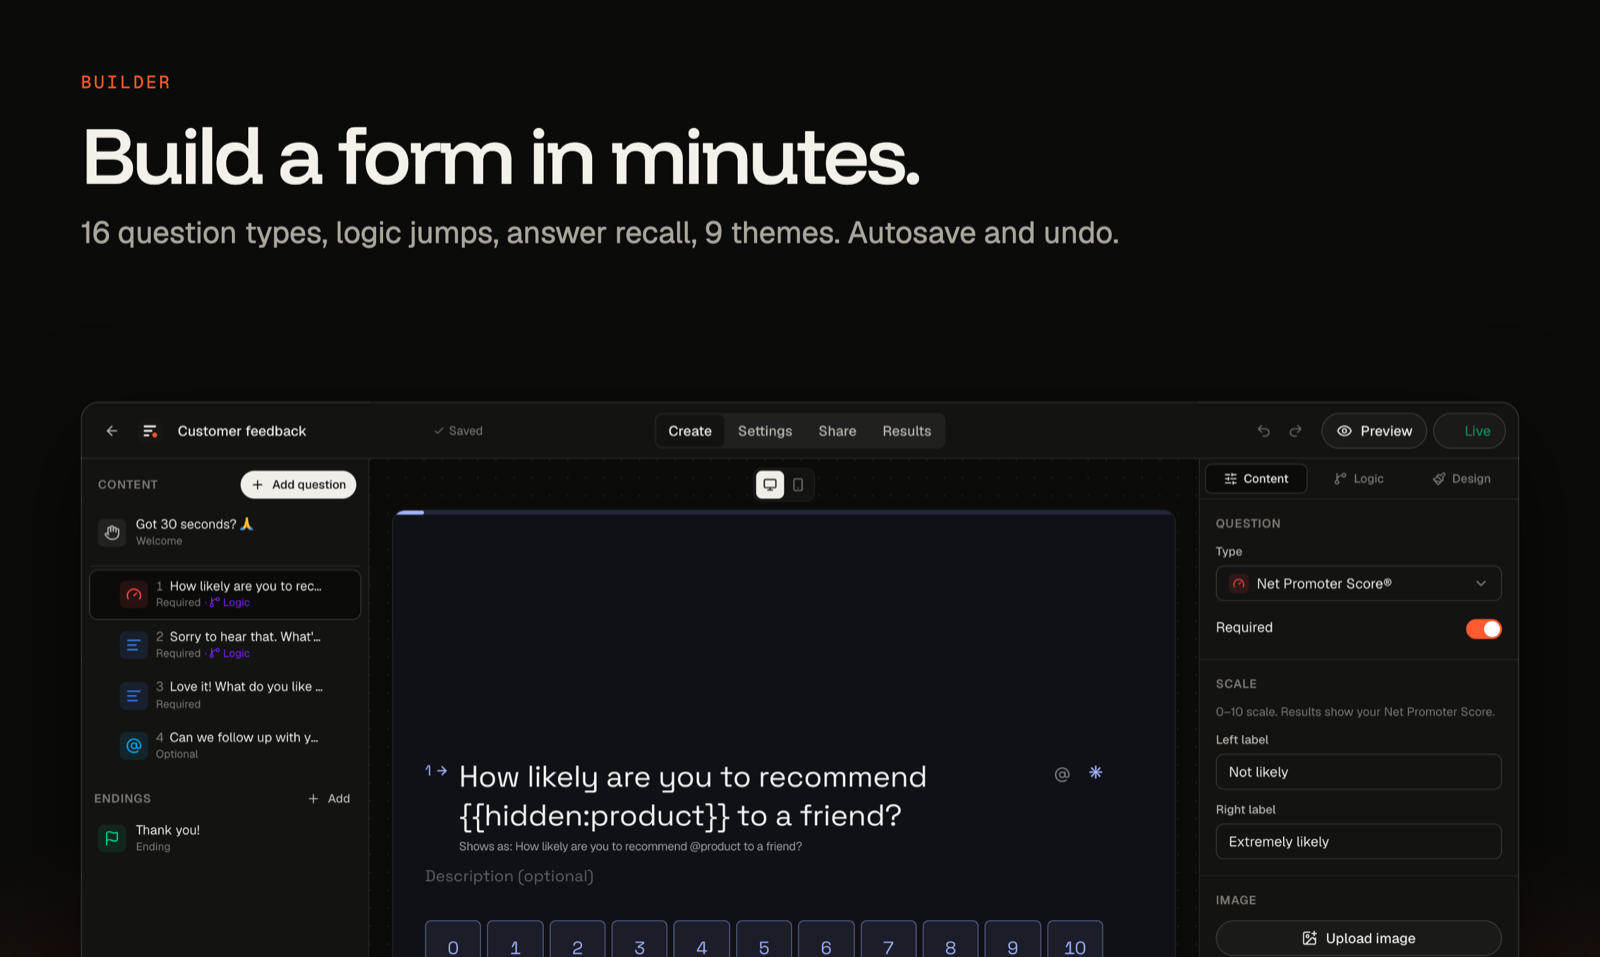 BUILDER
Build a form in minutes.
16 question types, logic jumps, answer recall, 9 themes. Autosave and undo.
Customer feedback
Saved
Create
Settings
Share
Results
Preview
Live
CONTENT
+ Add question
Got 30 seconds? 🙏
Welcome
1 How likely are you to rec...
Required · Logic
2 Sorry to hear that. What'...
Required · Logic
3 Love it! What do you like ...
Required
4 Can we follow up with y...
Optional
ENDINGS
+ Add
Thank you!
Ending
1 → How likely are you to recommend
{{hidden:product}} to a friend?
@ *
Shows as: How likely are you to recommend @product to a friend?
Description (optional)
0 1 2 3 4 5 6 7 8 9 10
Content
Logic
Design
QUESTION
Type
Net Promoter Score®
Required
SCALE
0–10 scale. Results show your Net Promoter Score.
Left label
Not likely
Right label
Extremely likely
IMAGE
Upload image